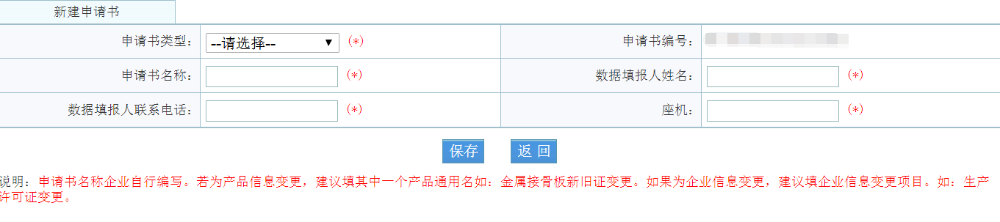 新建申请书
申请书类型： --请选择-- (*) 申请书编号：
申请书名称： (*) 数据填报人姓名： (*)
数据填报人联系电话： (*) 座机： (*)
保存 返 回
说明：申请书名称企业自行编写。若为产品信息变更，建议填其中一个产品通用名如：金属接骨板新旧证变更。如果为企业信息变更，建议填企业信息变更项目。如：生产
许可证变更。